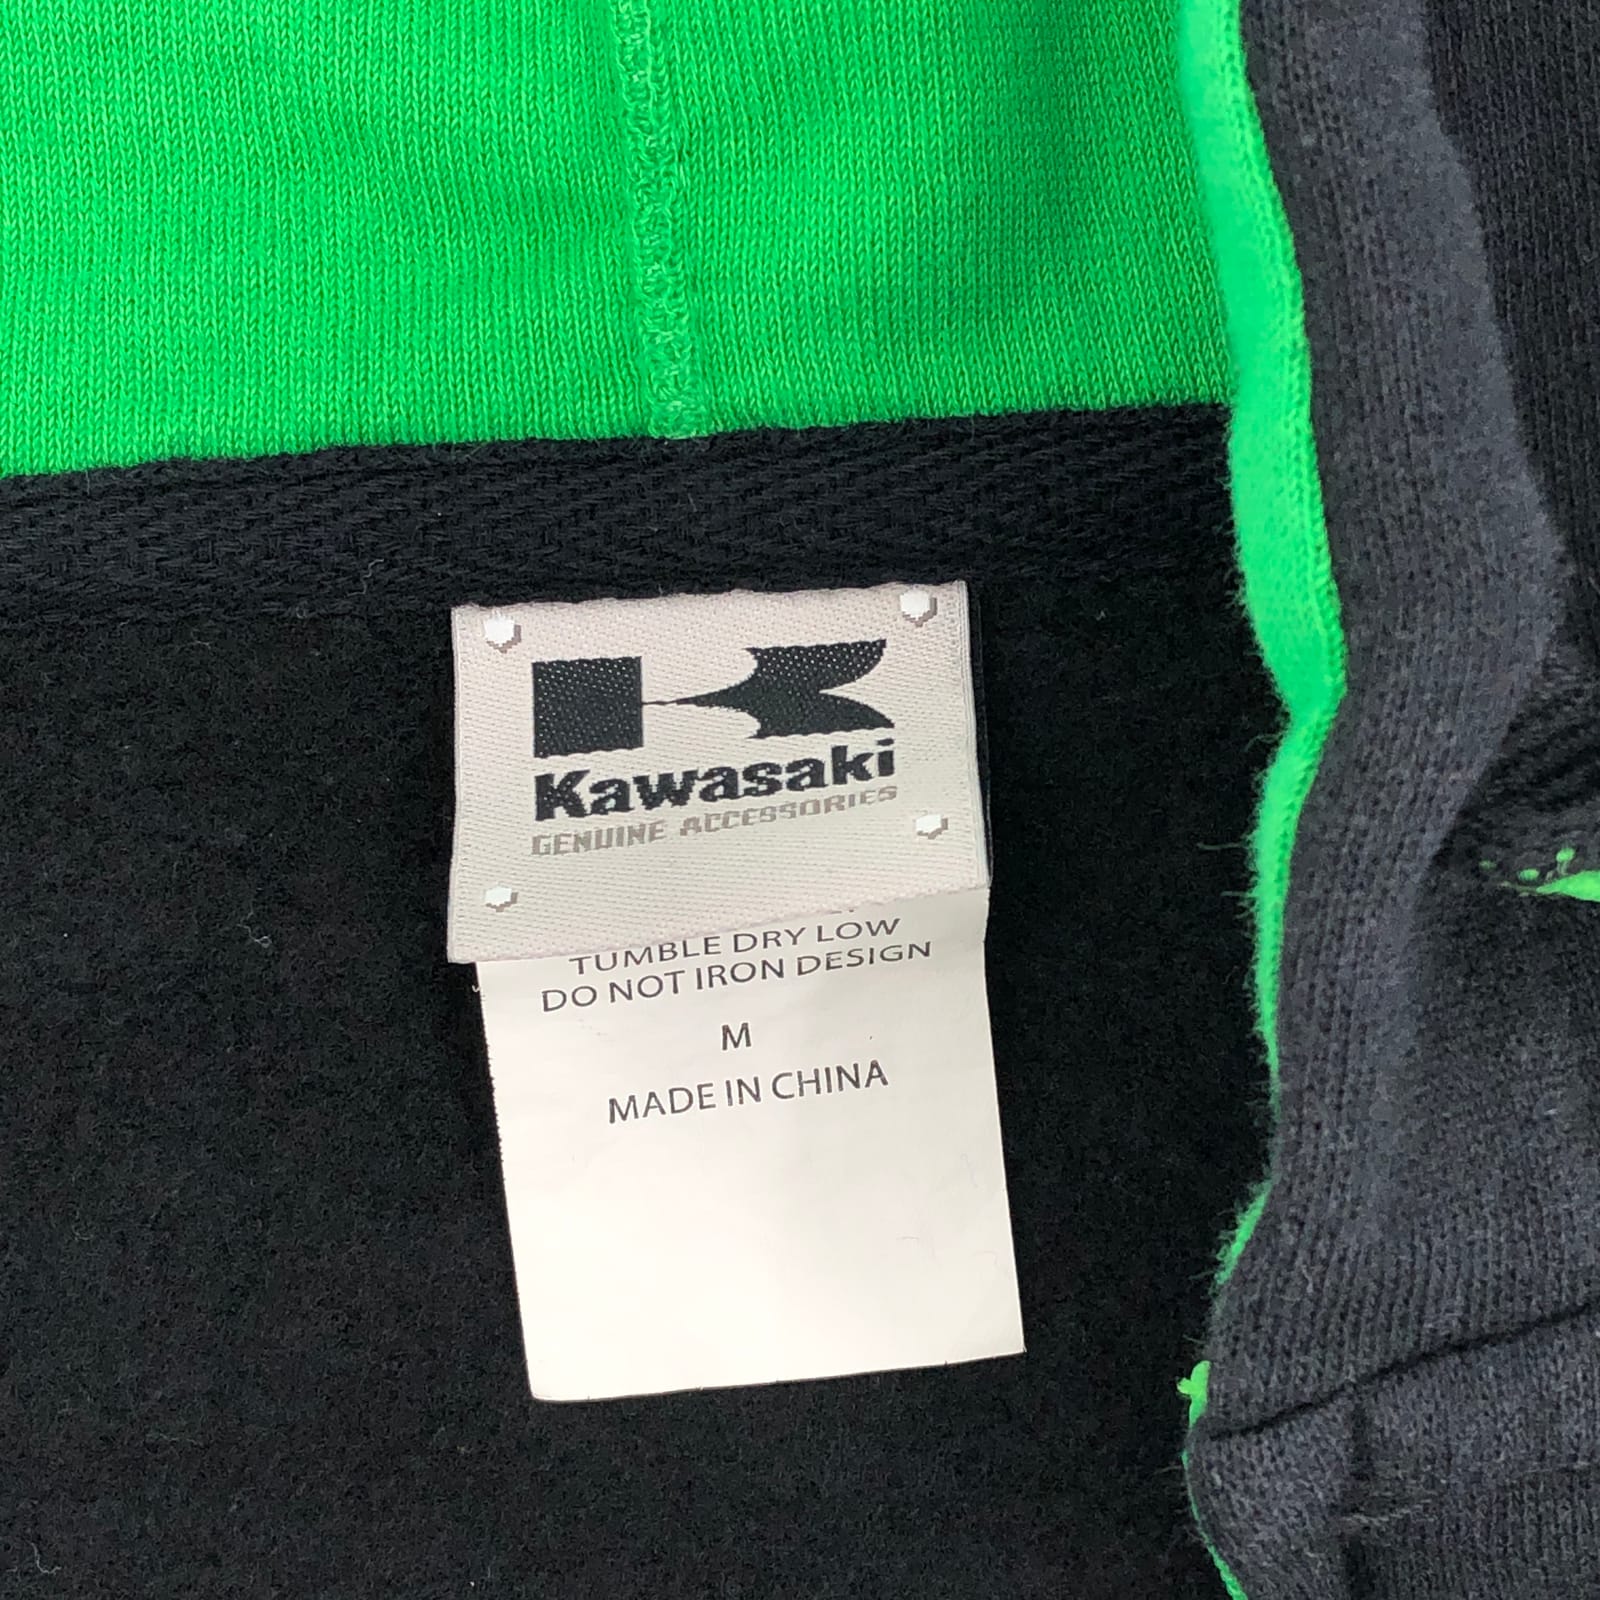 Kawasaki
GENUINE ACCESSORIES
TUMBLE DRY LOW
DO NOT IRON DESIGN
M
MADE IN CHINA